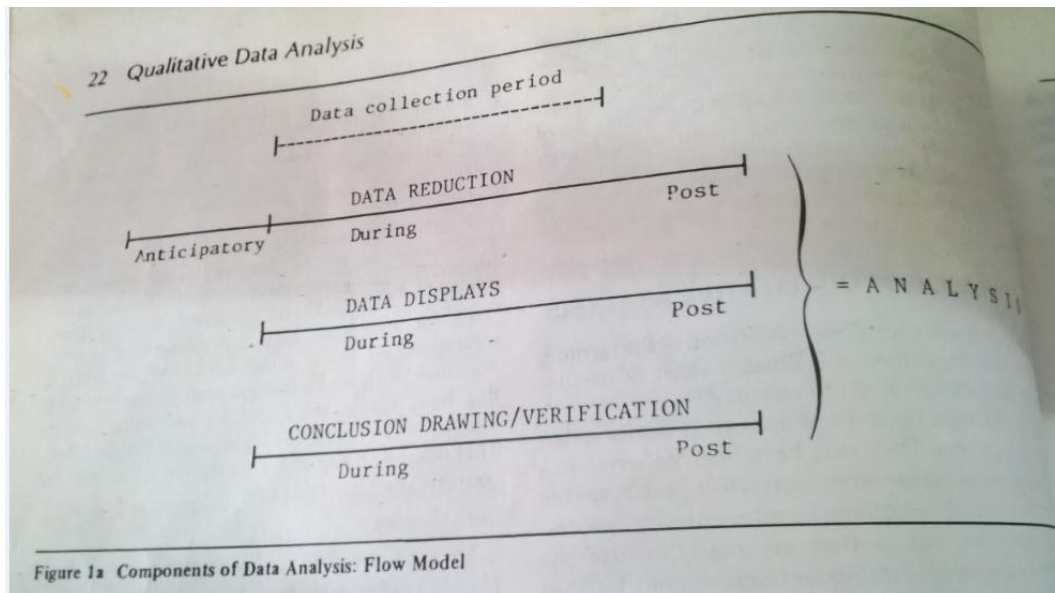 22 Qualitative Data Analysis
Data collection period
DATA REDUCTION
Anticipatory During Post
DATA DISPLAYS
During Post
= ANALYSI
CONCLUSION DRAWING/VERIFICATION
During Post
Figure 1a Components of Data Analysis: Flow Model